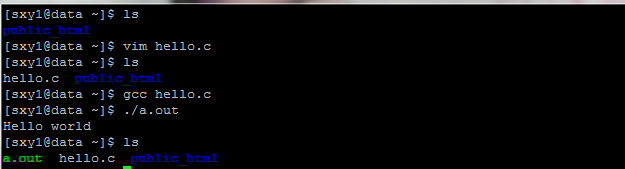 [sxy1@data ~]$ ls
public_html
[sxy1@data ~]$ vim hello.c
[sxy1@data ~]$ ls
hello.c  public_html
[sxy1@data ~]$ gcc hello.c
[sxy1@data ~]$ ./a.out
Hello world
[sxy1@data ~]$ ls
a.out  hello.c  public_html